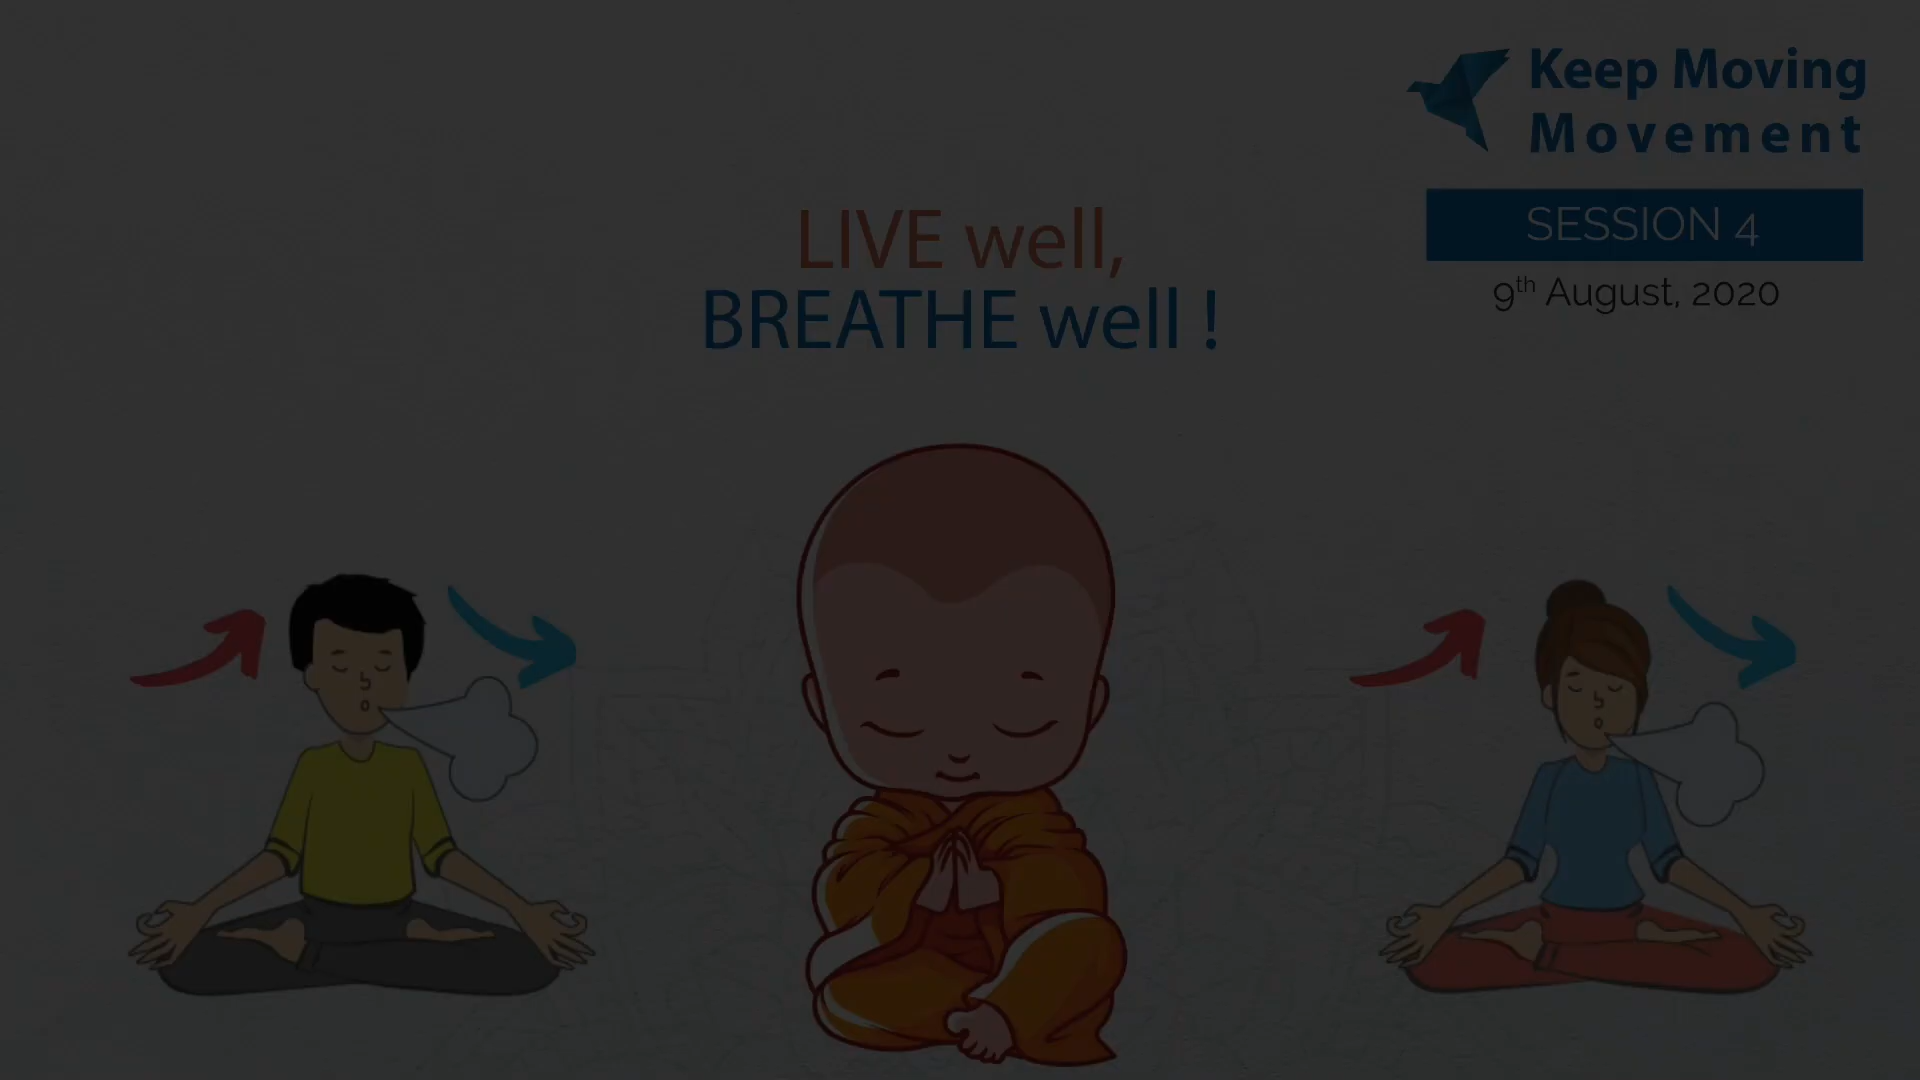 Keep Moving
Movement
SESSION 4
9th August, 2020
LIVE well,
BREATHE well !